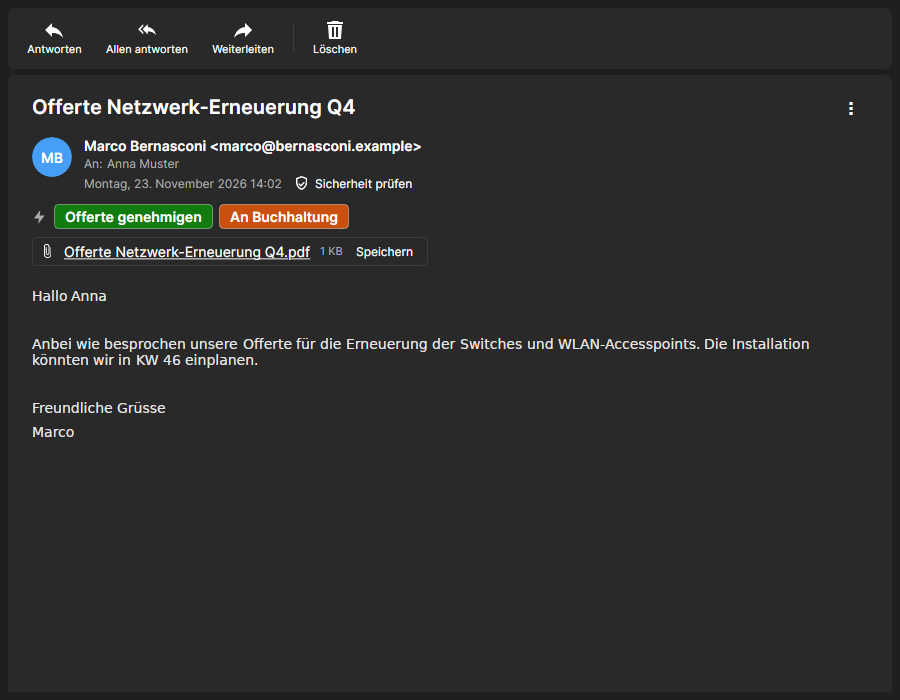 Antworten
Allen antworten
Weiterleiten
Löschen
Offerte Netzwerk-Erneuerung Q4
MB
Marco Bernasconi <marco@bernasconi.example>
An: Anna Muster
Montag, 23. November 2026 14:02 Sicherheit prüfen
Offerte genehmigen An Buchhaltung
Offerte Netzwerk-Erneuerung Q4.pdf 1 KB Speichern
Hallo Anna
Anbei wie besprochen unsere Offerte für die Erneuerung der Switches und WLAN-Accesspoints. Die Installation
könnten wir in KW 46 einplanen.
Freundliche Grüsse
Marco